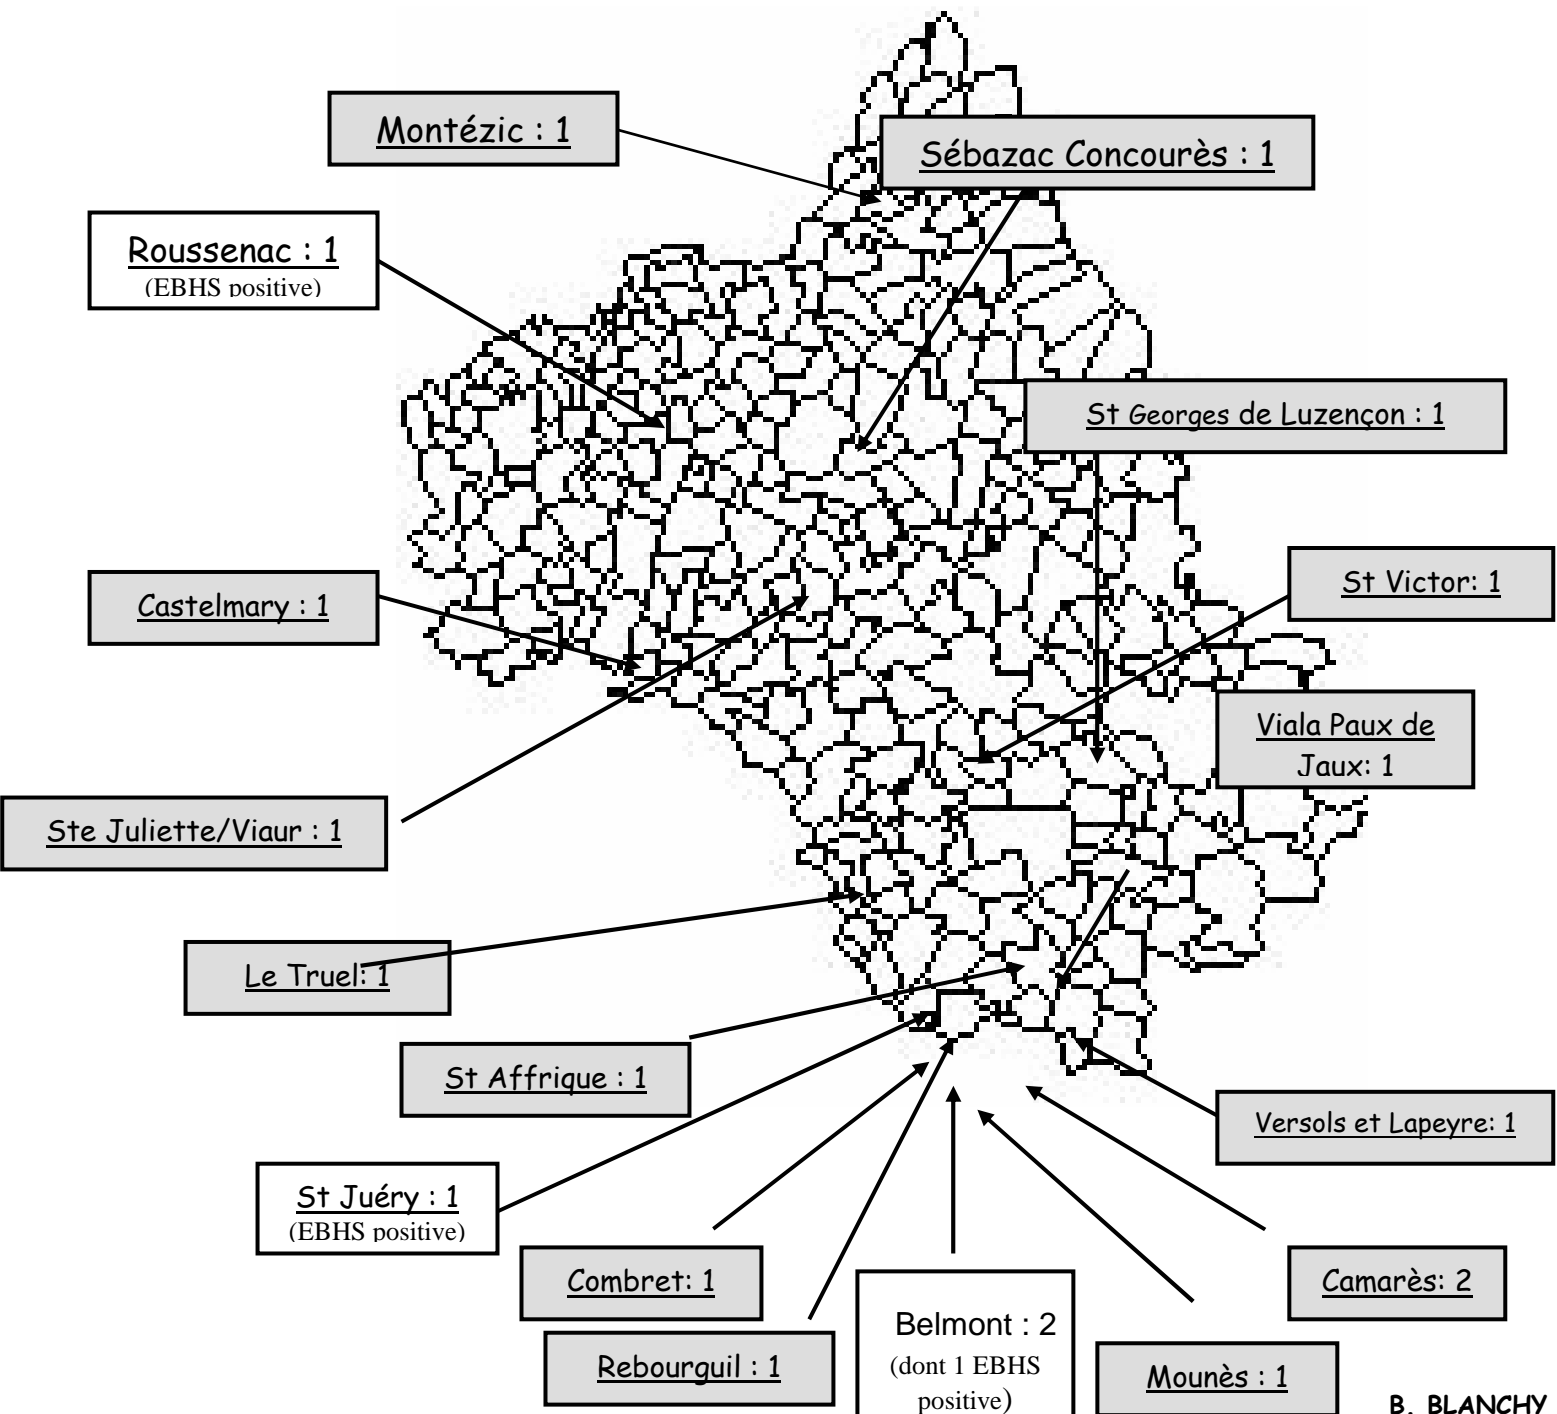 Montézic : 1
Sébazac Concourès : 1
Roussenac : 1
(EBHS positive)
St Georges de Luzençon : 1
St Victor: 1
Castelmary : 1
Viala Paux de
Jaux: 1
Ste Juliette/Viaur : 1
Le Truel: 1
St Affrique : 1
Versols et Lapeyre: 1
St Juéry : 1
(EBHS positive)
Combret: 1
Camarès: 2
Belmont : 2
(dont 1 EBHS
positive)
Rebourguil : 1
Mounès : 1
B. BLANCHY